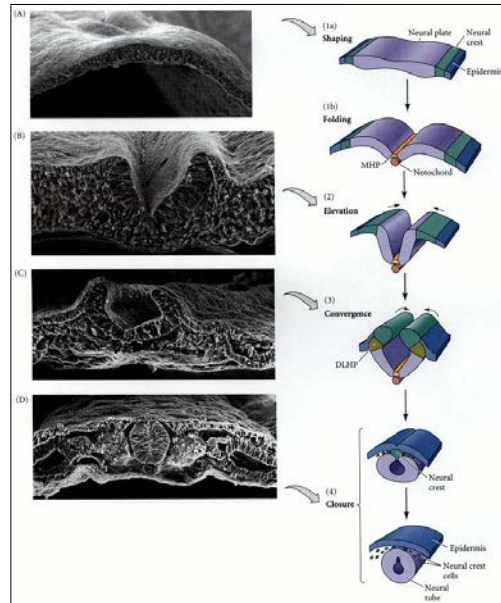 (A)
(1a)
Shaping
Neural plate
Neural
crest
Epidermis
(1b)
Folding
MHP
Notochord
(B)
(2)
Elevation
(C)
(3)
Convergence
DLHP
(D)
(4)
Closure
Neural
crest
Epidermis
Neural crest
cells
Neural
tube